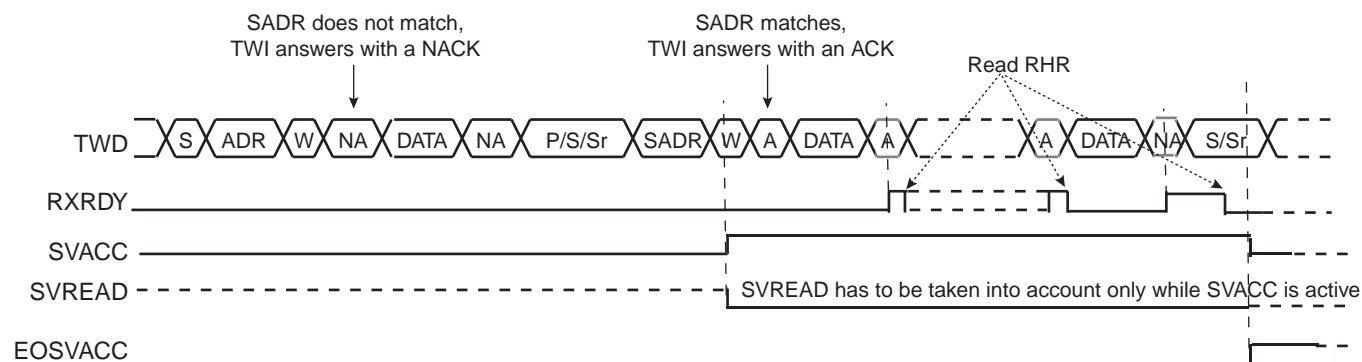 SADR does not match,
TWI answers with a NACK
SADR matches,
TWI answers with an ACK
Read RHR
TWD S ADR W NA DATA NA P/S/Sr SADR W A DATA A A DATA NA S/Sr
RXRDY
SVACC
SVREAD SVREAD has to be taken into account only while SVACC is active
EOSVACC